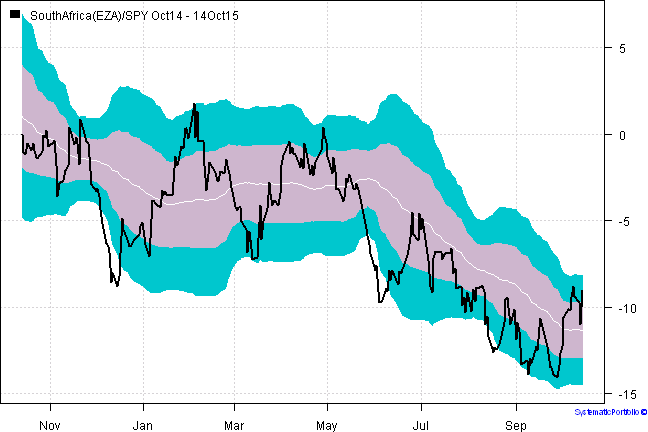 SouthAfrica(EZA)/SPY Oct14 - 14Oct15
5
0
-5
-10
-15
Nov Jan Mar May Jul Sep
SystematicPortfolio ©